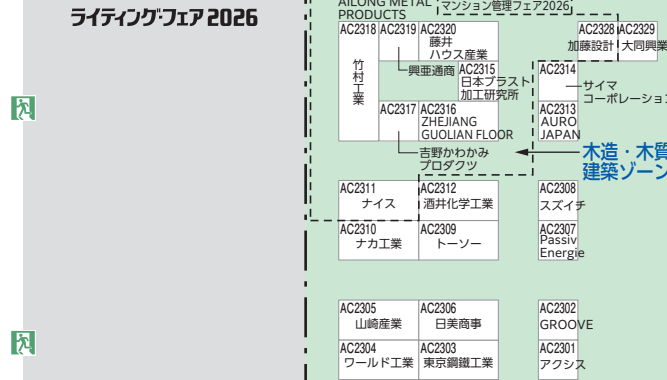 ライティング・フェア 2026
AILONG METAL
PRODUCTS
マンション管理フェア2026
AC2318
竹村工業
AC2319
AC2320
藤井
ハウス産業
興亜通商
AC2315
日本ブラスト
加工研究所
AC2317
AC2316
ZHEJIANG
GUOLIAN FLOOR
吉野かわかみ
プロダクツ
AC2328
加藤設計
AC2329
大同興業
AC2314
サイマ
コーポレーション
AC2313
AURO
JAPAN
木造・木質
建築ゾーン
AC2311
ナイス
AC2312
酒井化学工業
AC2308
スズイチ
AC2310
ナカ工業
AC2309
トーソー
AC2307
Passiv
Energie
AC2305
山崎産業
AC2306
日美商事
AC2302
GROOVE
AC2304
ワールド工業
AC2303
東京鋼鐵工業
AC2301
アクシス